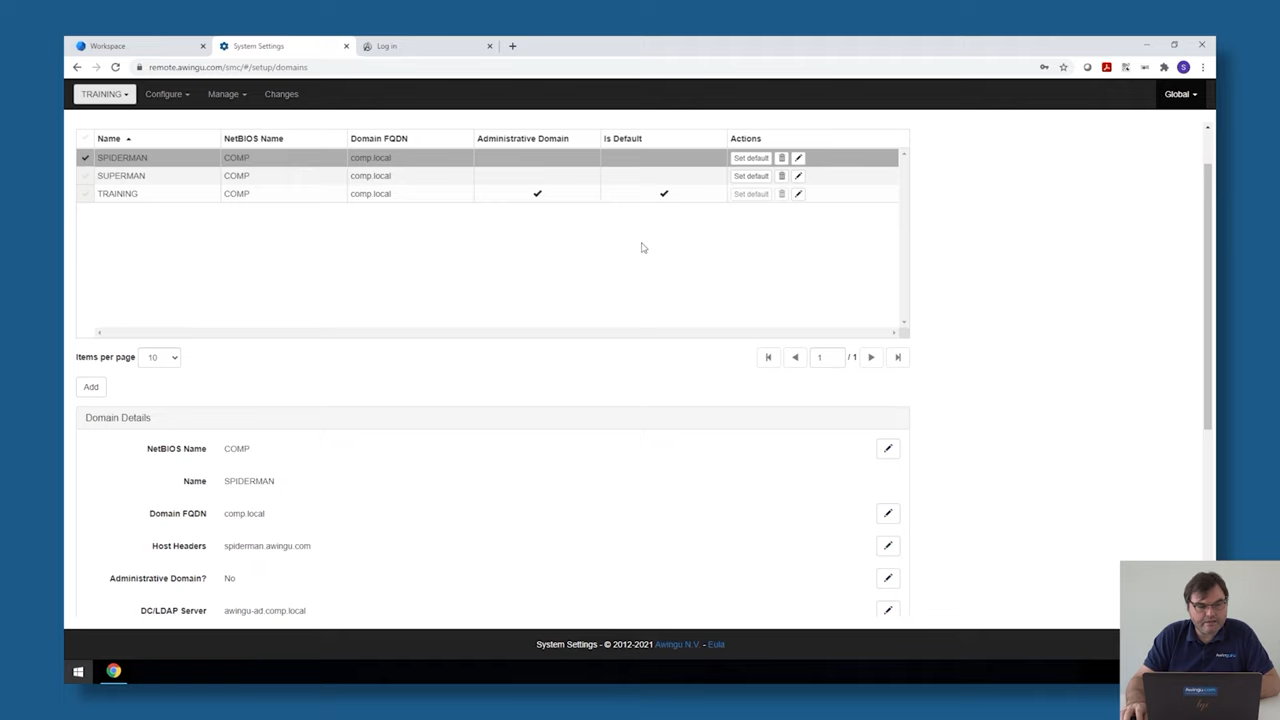 Workspace
System Settings
Log in
remote.awingu.com/smc/#/setup/domains
TRAINING Configure Manage Changes Global
Name NetBIOS Name Domain FQDN Administrative Domain Is Default Actions
SPIDERMAN COMP comp.local Set default
SUPERMAN COMP comp.local Set default
TRAINING COMP comp.local Set default
Items per page 10 1 / 1
Add
Domain Details
NetBIOS Name COMP
Name SPIDERMAN
Domain FQDN comp.local
Host Headers spiderman.awingu.com
Administrative Domain? No
DC/LDAP Server awingu-ad.comp.local
System Settings - © 2012-2021 Awingu N.V. - Eula
S
Awingu.com